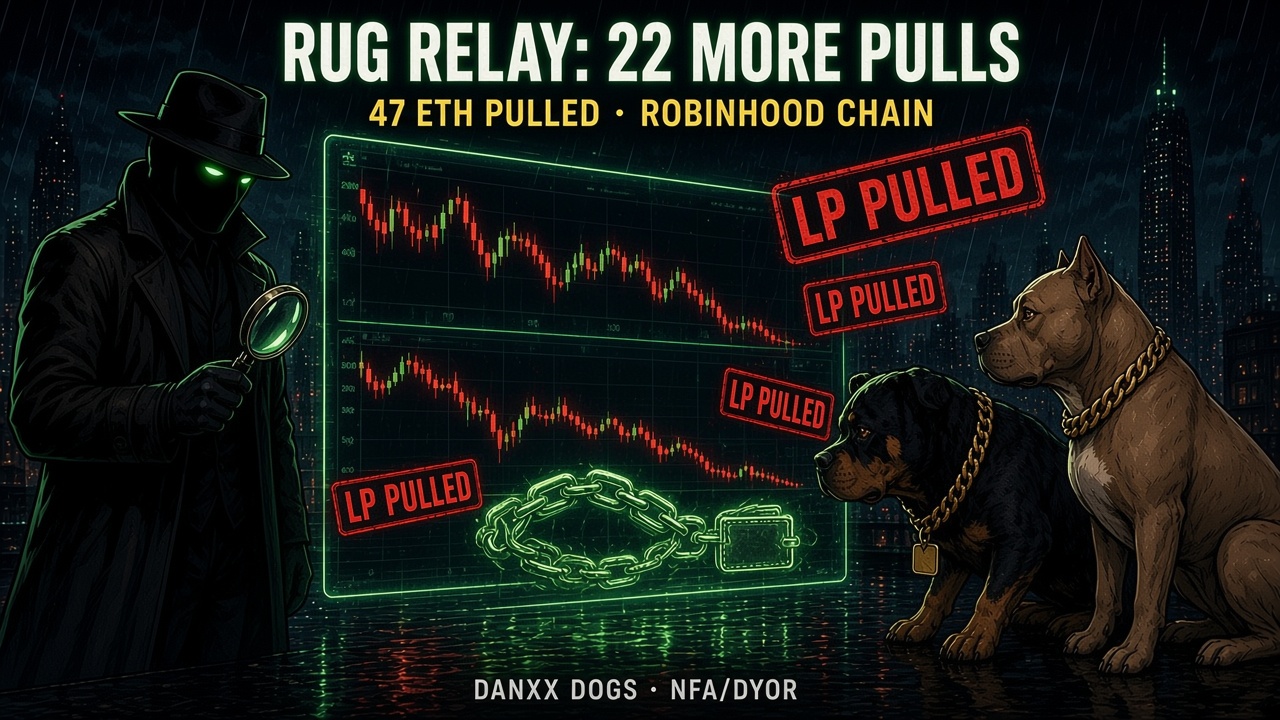 RUG RELAY: 22 MORE PULLS
47 ETH PULLED · ROBINHOOD CHAIN
LP PULLED
LP PULLED
LP PULLED
LP PULLED
DANXX DOGS · NFA/DYOR